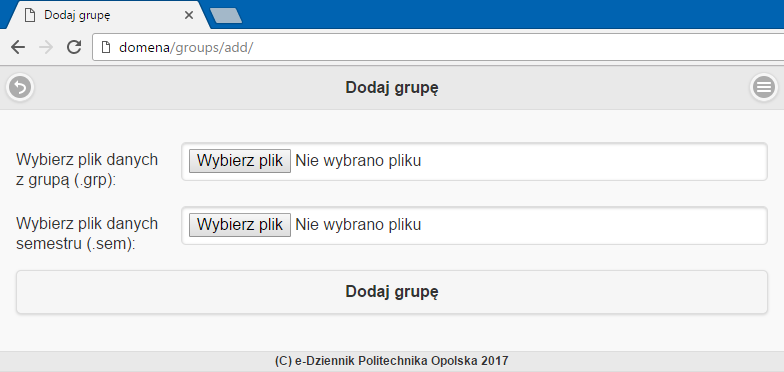 Dodaj grupę
domena/groups/add/
Dodaj grupę
Wybierz plik danych
z grupą (.grp):
Wybierz plik Nie wybrano pliku
Wybierz plik danych
semestru (.sem):
Wybierz plik Nie wybrano pliku
Dodaj grupę
(C) e-Dziennik Politechnika Opolska 2017